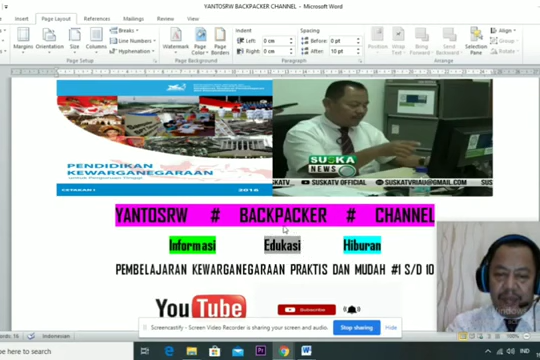 YANTOSRW BACKPACKER CHANNEL - Microsoft Word
Insert Page Layout References Mailings Review View
Margins Orientation Size Columns
Breaks
Line Numbers
Hyphenation
Page Setup
Watermark Page Color Page Borders
Page Background
Indent Spacing
Left: 0 cm Before: 0 pt
Right: 0 cm After: 10 pt
Paragraph
Position Wrap Text Bring Forward Send Backward Selection Pane
Align
Group
Rotate
Arrange
PENDIDIKAN
KEWARGANEGARAAN
CETAKAN I 2016
SUSKA
NEWS
SUSKATV SUSKATV OFFICIAL SUSKATVRIAU@GMAIL.COM
YANTOSRW # BACKPACKER # CHANNEL
Informasi Edukasi Hiburan
PEMBELAJARAN KEWARGANEGARAAN PRAKTIS DAN MUDAH #1 S/D 10
YouTube
Screencastify - Screen Video Recorder is sharing your screen and audio. Stop sharing Hide
Indonesian
here to search
IND